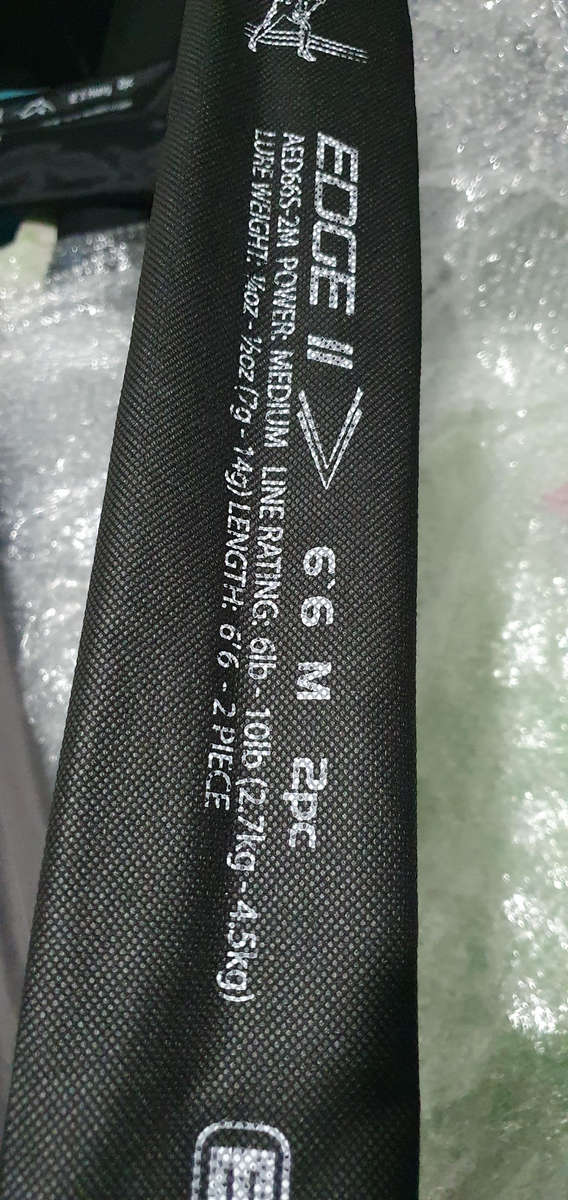 EDGE II > 6'6 M 2pc
AED66S-2M POWER: MEDIUM LINE RATING: 6lb - 10lb (2.7kg - 4.5kg)
LURE WEIGHT: ¼oz - ½oz (7g - 14g) LENGTH: 6'6 - 2 PIECE
E